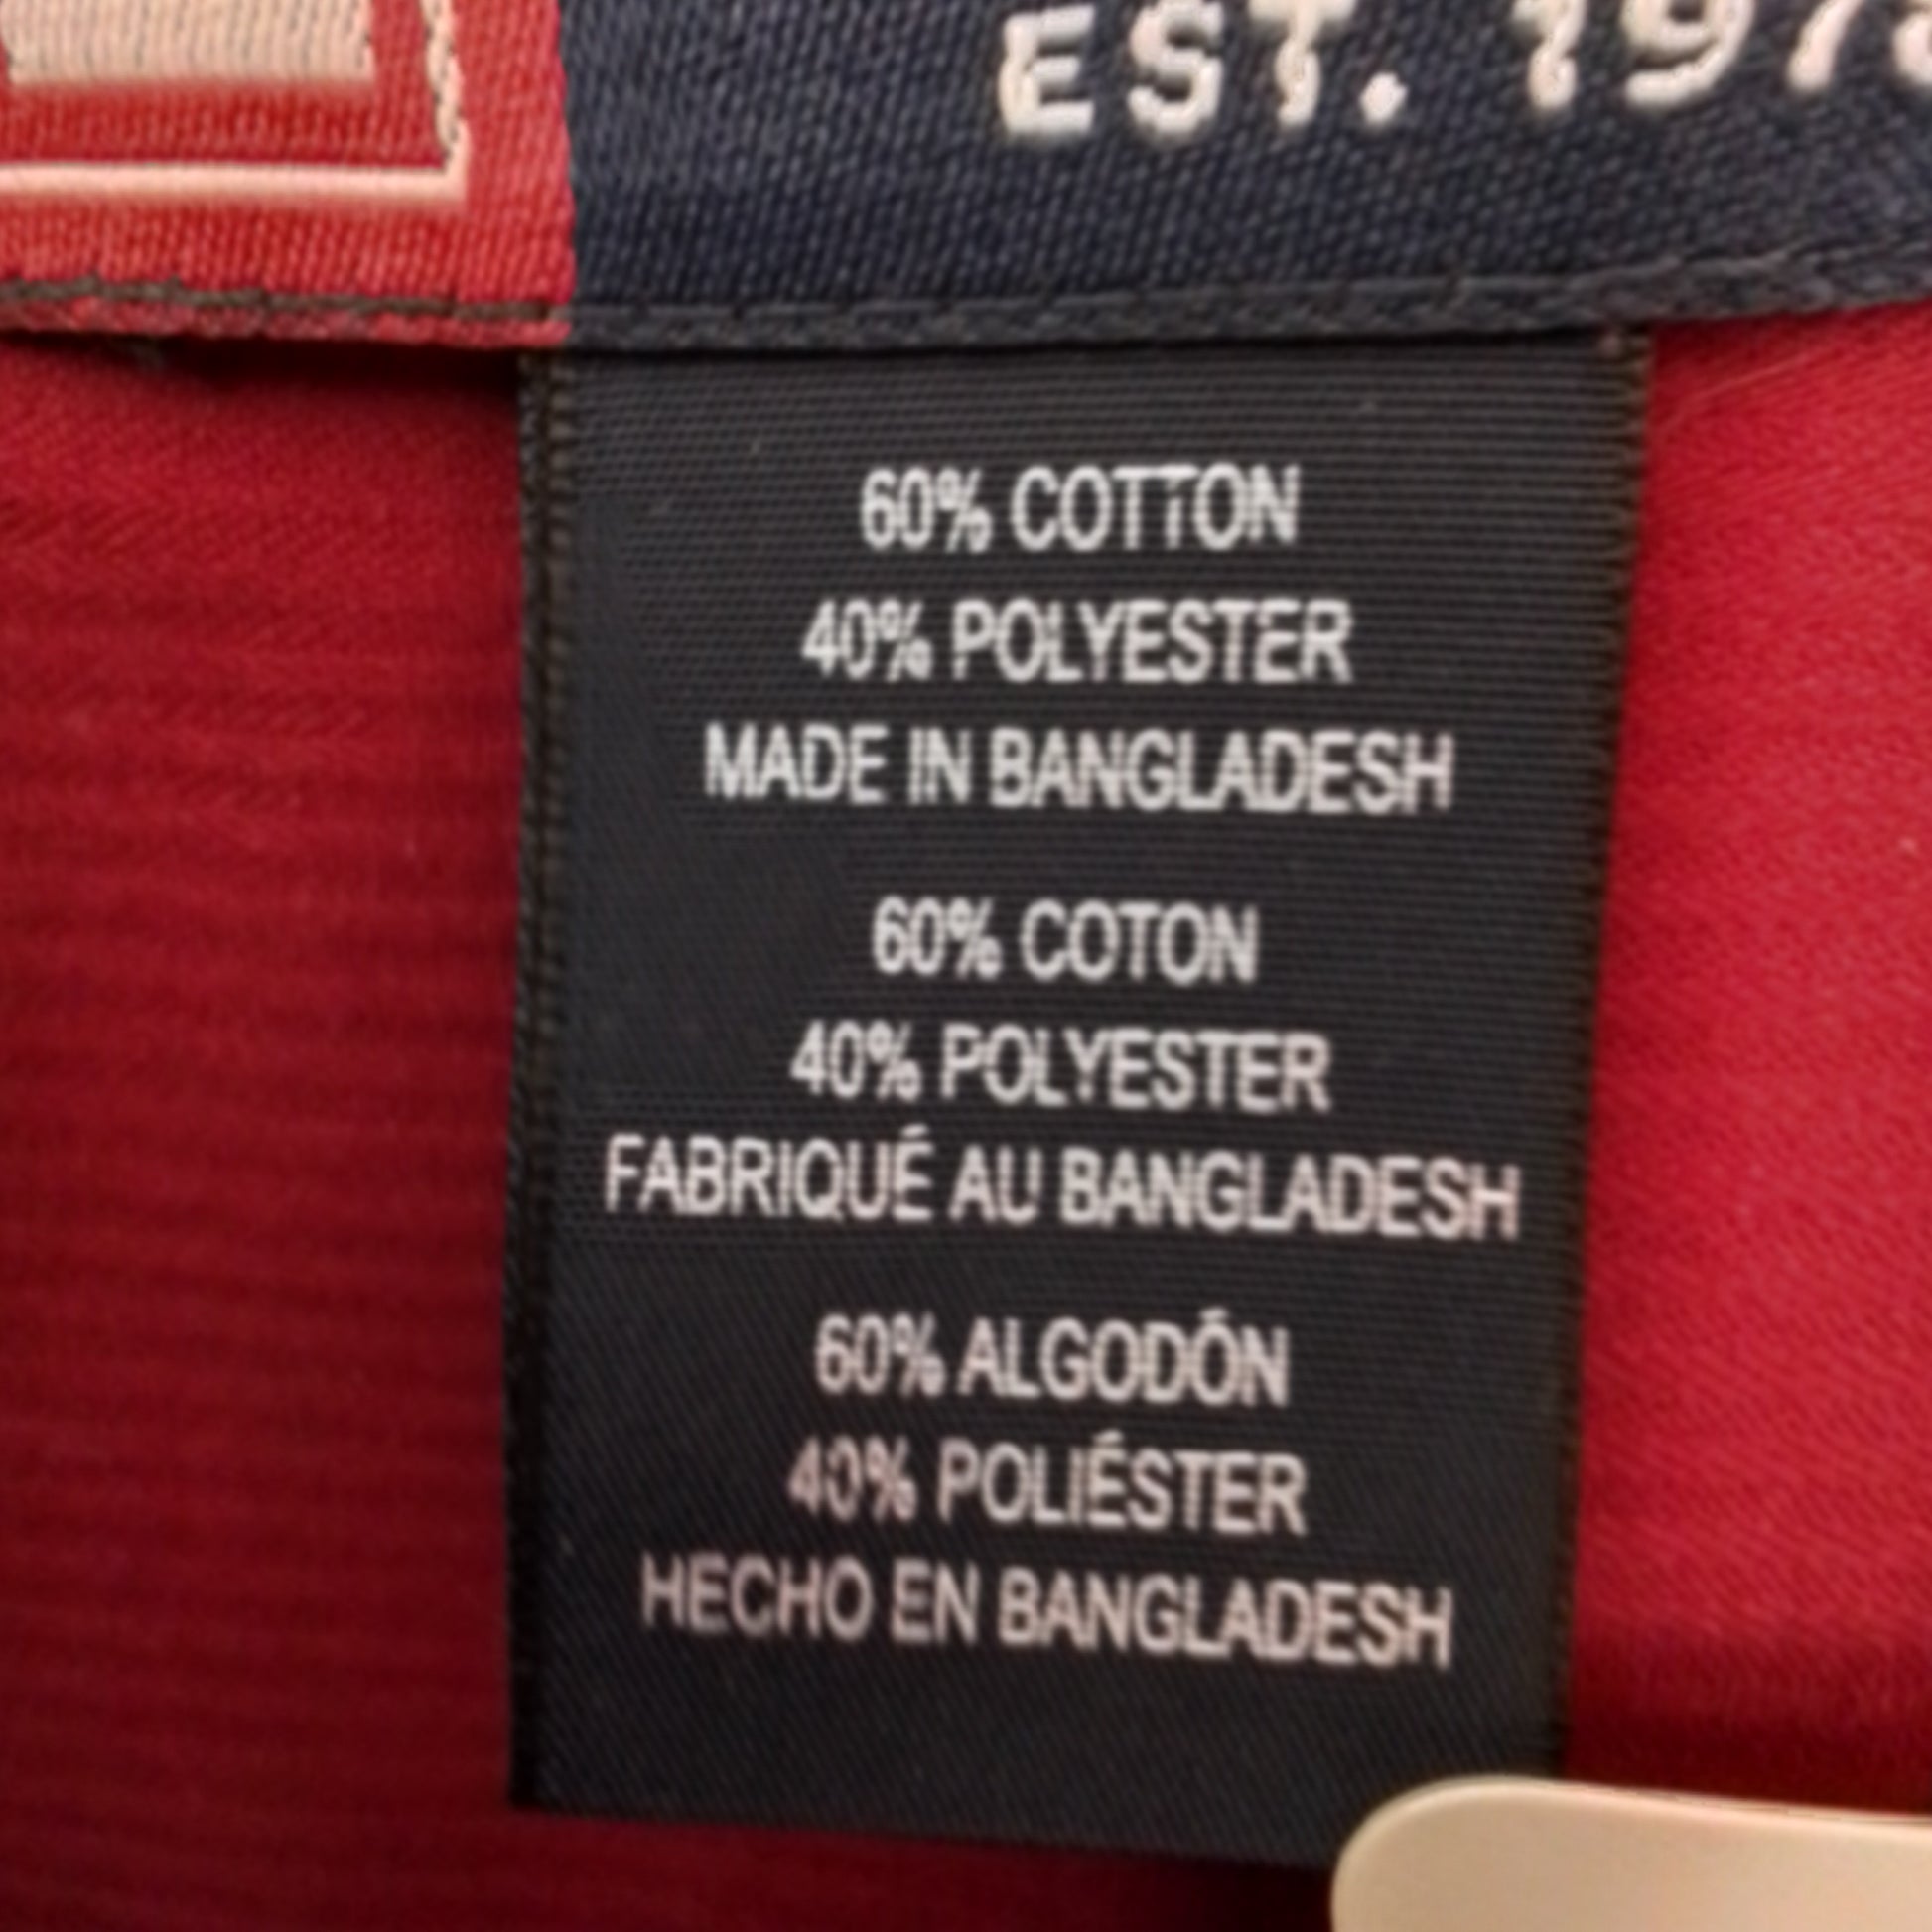 EST.
60% COTTON
40% POLYESTER
MADE IN BANGLADESH
60% COTON
40% POLYESTER
FABRIQUÉ AU BANGLADESH
60% ALGODÓN
40% POLIÉSTER
HECHO EN BANGLADESH